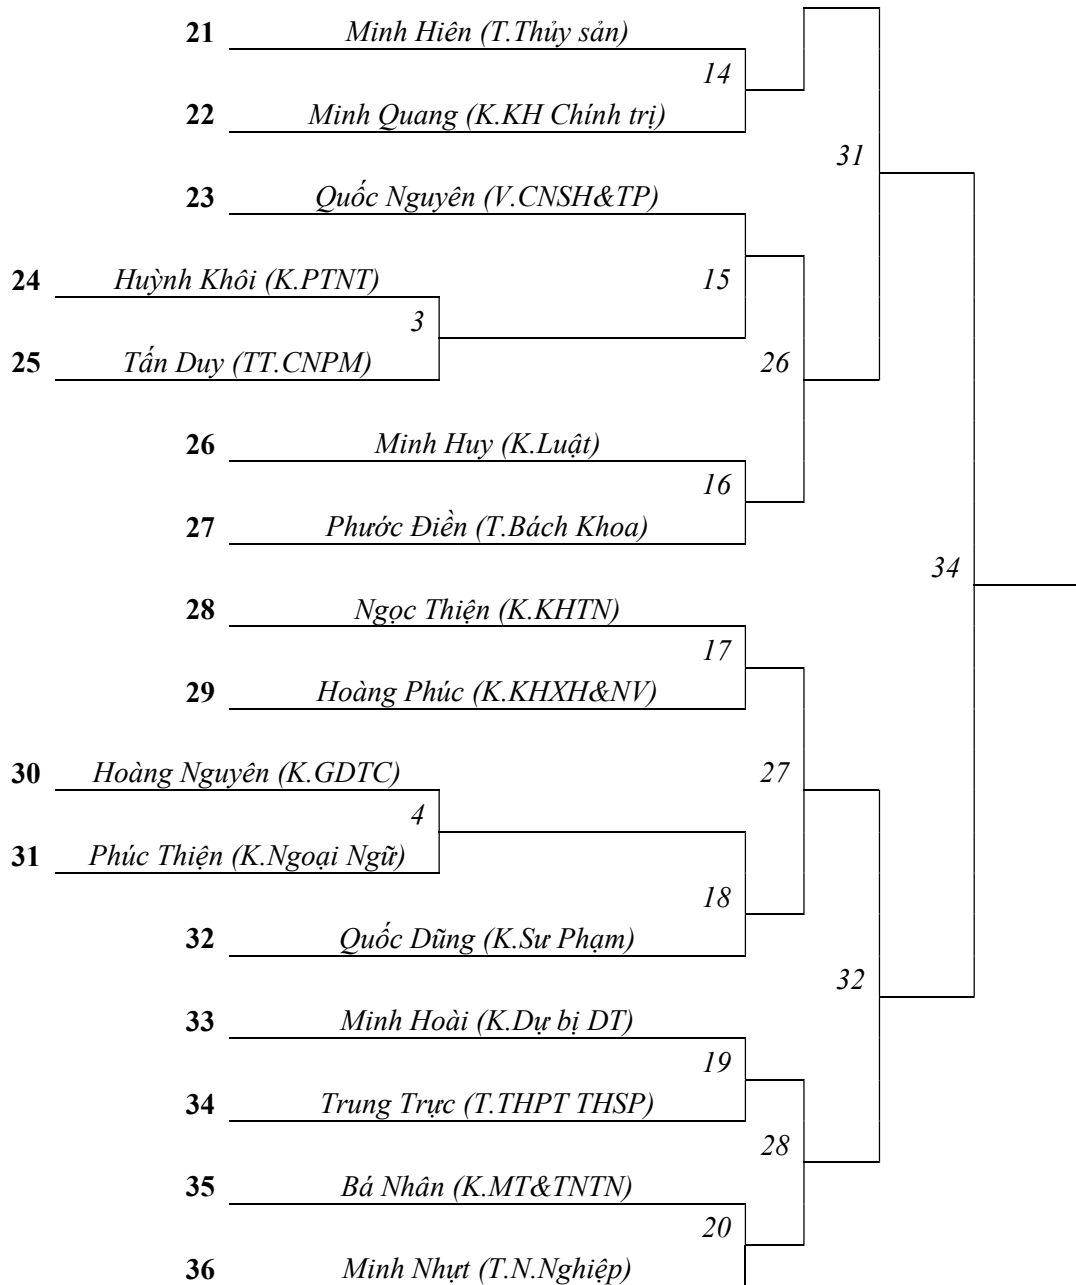 21 Minh Hiên (T.Thủy sản)
14
22 Minh Quang (K.KH Chính trị)
31
23 Quốc Nguyên (V.CNSH&TP)
24 Huỳnh Khôi (K.PTNT)
15
3
25 Tấn Duy (TT.CNPM)
26
26 Minh Huy (K.Luật)
16
27 Phước Điền (T.Bách Khoa)
34
28 Ngọc Thiện (K.KHTN)
17
29 Hoàng Phúc (K.KHXH&NV)
30 Hoàng Nguyên (K.GDTC)
27
4
31 Phúc Thiện (K.Ngoại Ngữ)
18
32 Quốc Dũng (K.Sư Phạm)
32
33 Minh Hoài (K.Dự bị DT)
19
34 Trung Trực (T.THPT THSP)
28
35 Bá Nhân (K.MT&TNTN)
20
36 Minh Nhựt (T.N.Nghiệp)